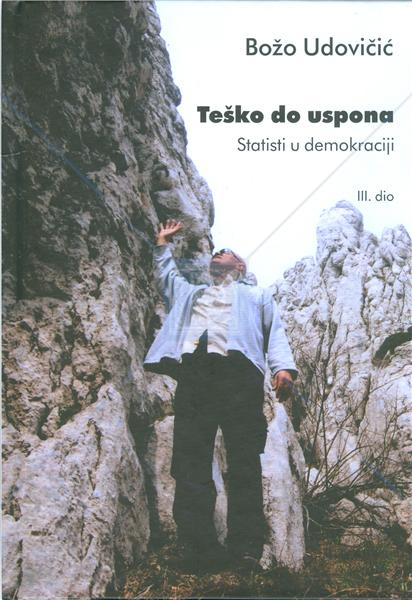 Božo Udovičić
Teško do uspona
Statisti u demokraciji
III. dio